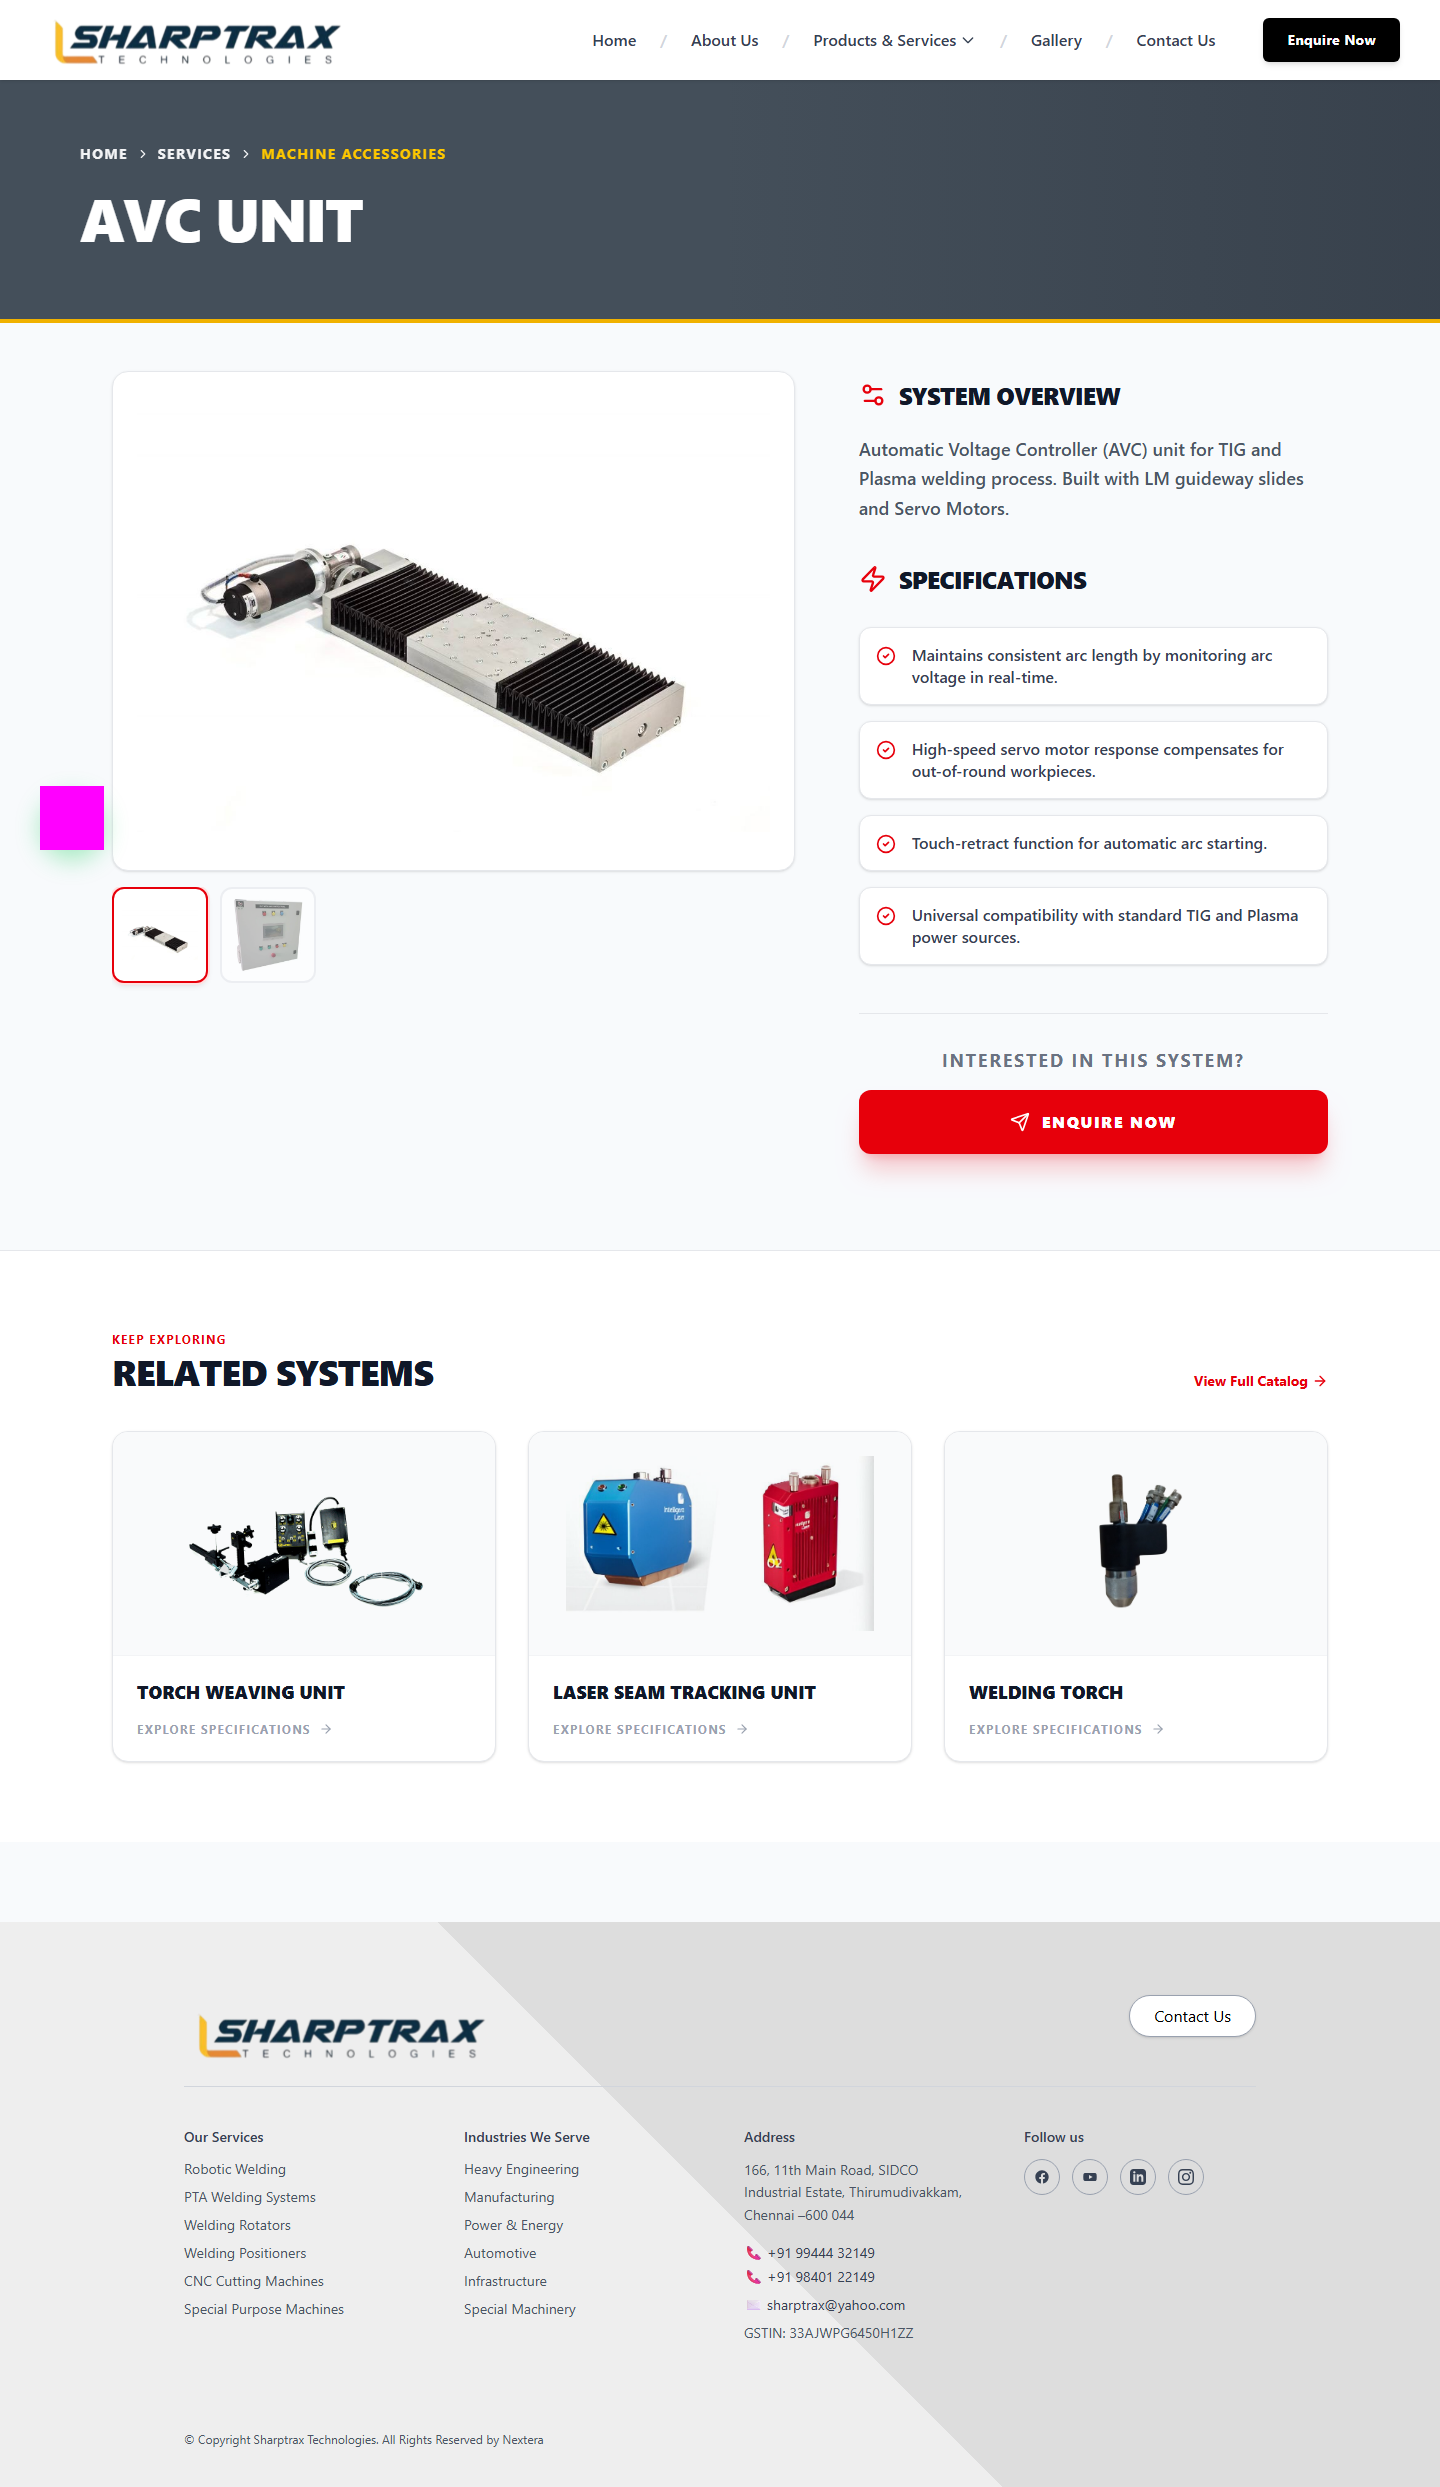 SHARPTRAX
TECHNOLOGIES
Home / About Us / Products & Services / Gallery / Contact Us
Enquire Now
HOME > SERVICES > MACHINE ACCESSORIES
AVC UNIT
SYSTEM OVERVIEW
Automatic Voltage Controller (AVC) unit for TIG and
Plasma welding process. Built with LM guideway slides
and Servo Motors.
SPECIFICATIONS
Maintains consistent arc length by monitoring arc
voltage in real-time.
High-speed servo motor response compensates for
out-of-round workpieces.
Touch-retract function for automatic arc starting.
Universal compatibility with standard TIG and Plasma
power sources.
INTERESTED IN THIS SYSTEM?
ENQUIRE NOW
KEEP EXPLORING
RELATED SYSTEMS
View Full Catalog →
Intelligent
Laser
TORCH WEAVING UNIT
EXPLORE SPECIFICATIONS →
LASER SEAM TRACKING UNIT
EXPLORE SPECIFICATIONS →
WELDING TORCH
EXPLORE SPECIFICATIONS →
SHARPTRAX
TECHNOLOGIES
Contact Us
Our Services
Robotic Welding
PTA Welding Systems
Welding Rotators
Welding Positioners
CNC Cutting Machines
Special Purpose Machines
Industries We Serve
Heavy Engineering
Manufacturing
Power & Energy
Automotive
Infrastructure
Special Machinery
Address
166, 11th Main Road, SIDCO
Industrial Estate, Thirumudivakkam,
Chennai –600 044
+91 99444 32149
+91 98401 22149
sharptrax@yahoo.com
GSTIN: 33AJWPG6450H1ZZ
Follow us
© Copyright Sharptrax Technologies. All Rights Reserved by Nextera